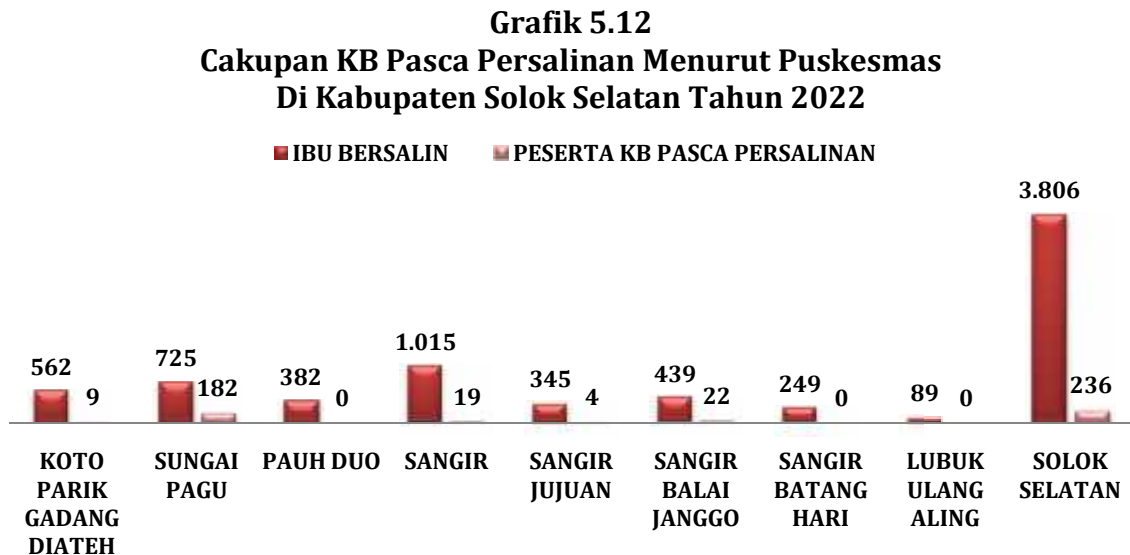 Grafik 5.12
Cakupan KB Pasca Persalinan Menurut Puskesmas
Di Kabupaten Solok Selatan Tahun 2022
IBU BERSALIN PESERTA KB PASCA PERSALINAN
562 9
725 182
382 0
1.015 19
345 4
439 22
249 0
89 0
3.806 236
KOTO
PARIK
GADANG
DIATEH
SUNGAI
PAGU
PAUH DUO
SANGIR
SANGIR
JUJUAN
SANGIR
BALAI
JANGGO
SANGIR
BATANG
HARI
LUBUK
ULANG
ALING
SOLOK
SELATAN